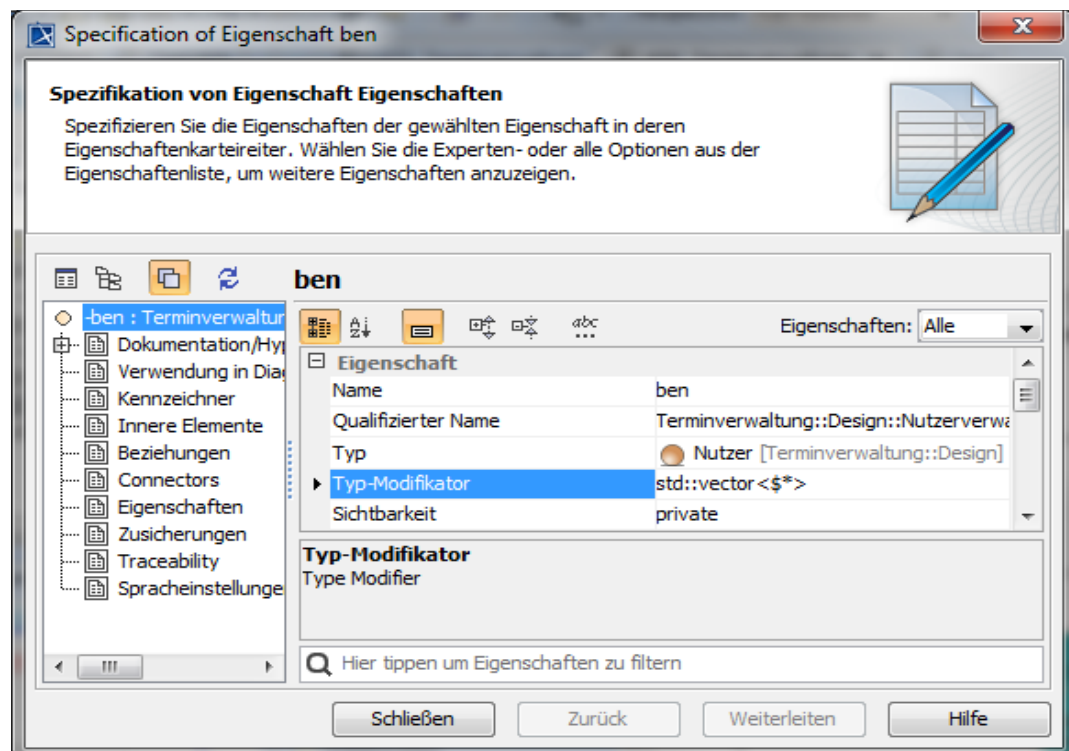 Specification of Eigenschaft ben
Spezifikation von Eigenschaft Eigenschaften
Spezifizieren Sie die Eigenschaften der gewählten Eigenschaft in deren
Eigenschaftenkarteireiter. Wählen Sie die Experten- oder alle Optionen aus der
Eigenschaftenliste, um weitere Eigenschaften anzuzeigen.
ben
-ben : Terminverwaltur
Dokumentation/Hyp
Verwendung in Diag
Kennzeichner
Innere Elemente
Beziehungen
Connectors
Eigenschaften
Zusicherungen
Traceability
Spracheinstellunge
Eigenschaften: Alle
Eigenschaft
Name ben
Qualifizierter Name Terminverwaltung::Design::Nutzerverwa
Typ Nutzer [Terminverwaltung::Design]
Typ-Modifikator std::vector<$*>
Sichtbarkeit private
Typ-Modifikator
Type Modifier
Hier tippen um Eigenschaften zu filtern
Schließen Zurück Weiterleiten Hilfe